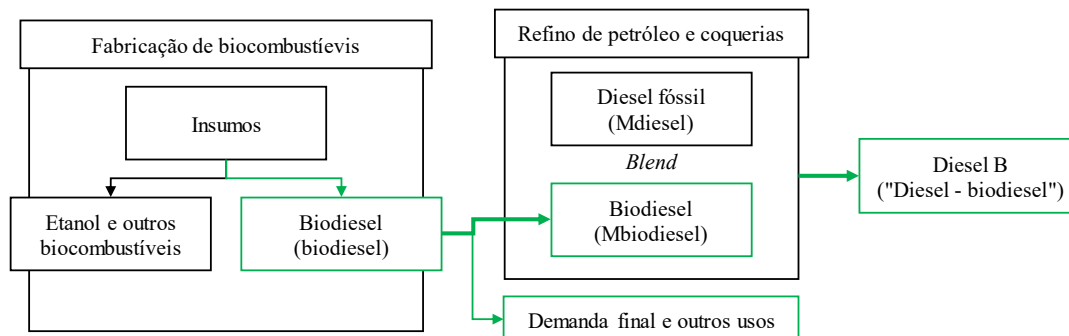 Fabricação de biocombustíevis
Insumos
Etanol e outros
biocombustíveis
Biodiesel
(biodiesel)
Refino de petróleo e coquerias
Diesel fóssil
(Mdiesel)
Blend
Biodiesel
(Mbiodiesel)
Demanda final e outros usos
Diesel B
("Diesel - biodiesel")